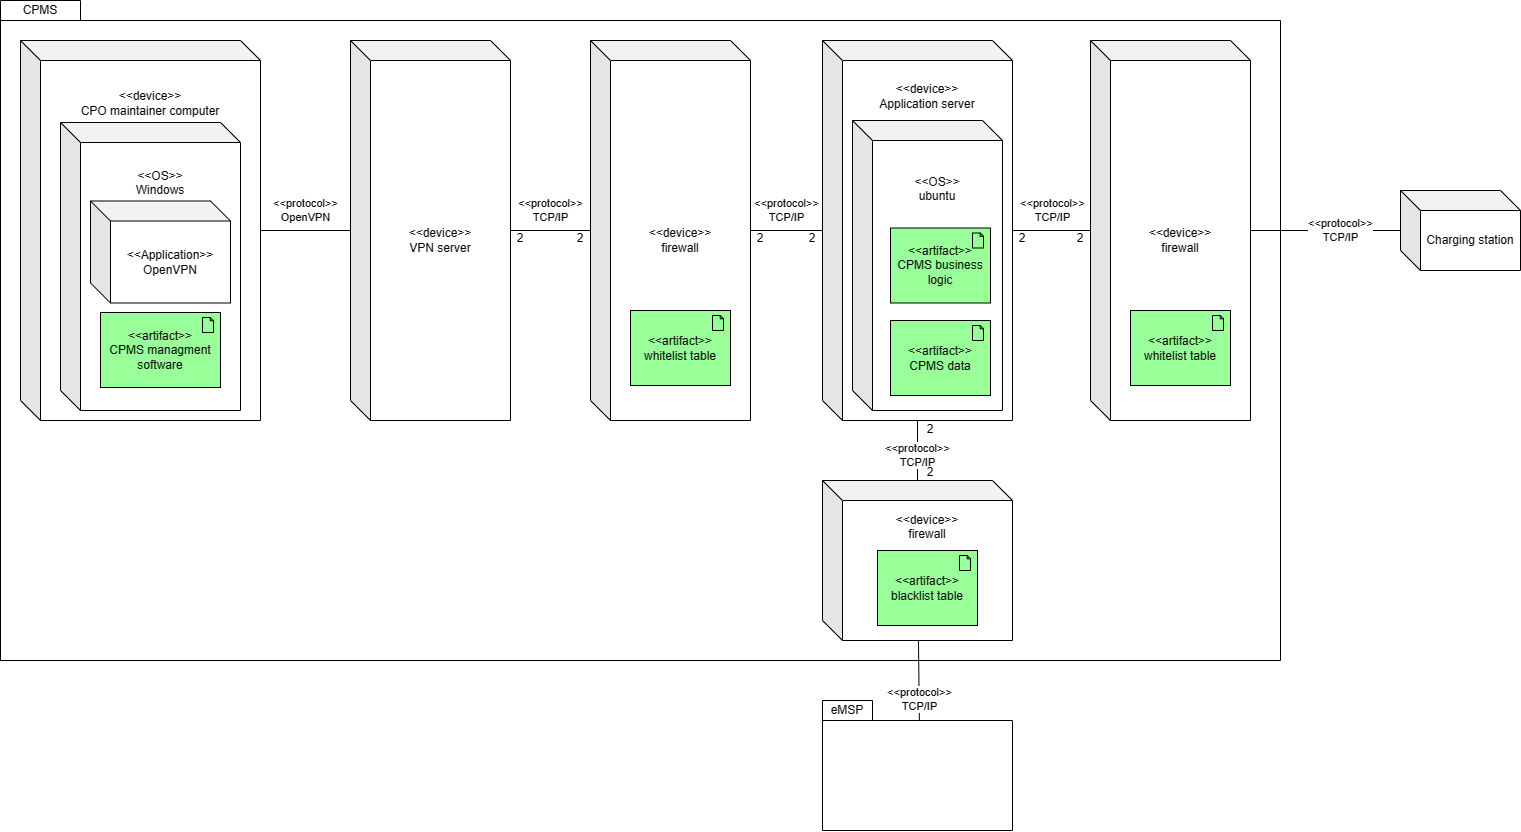 CPMS
<<device>>
CPO maintainer computer
<<OS>>
Windows
<<Application>>
OpenVPN
<<artifact>>
CPMS managment
software
<<protocol>>
OpenVPN
<<device>>
VPN server
<<protocol>>
TCP/IP
2
2
<<device>>
firewall
<<artifact>>
whitelist table
<<protocol>>
TCP/IP
2
2
<<device>>
Application server
<<OS>>
ubuntu
<<artifact>>
CPMS business
logic
<<artifact>>
CPMS data
<<protocol>>
TCP/IP
2
2
<<device>>
firewall
<<artifact>>
whitelist table
<<protocol>>
TCP/IP
Charging station
2
<<protocol>>
TCP/IP
2
<<device>>
firewall
<<artifact>>
blacklist table
<<protocol>>
TCP/IP
eMSP